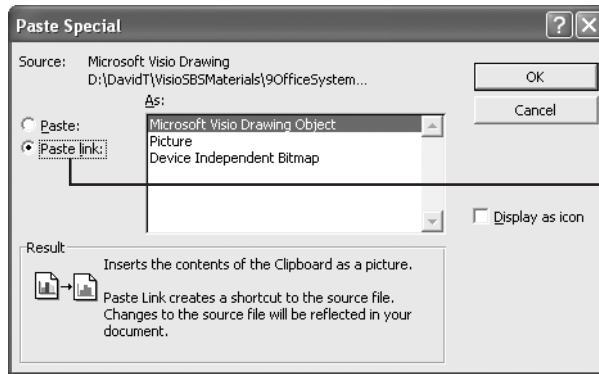 Paste Special
Source: Microsoft Visio Drawing
D:\DavidT\VisioSBSMaterials\9OfficeSystem...
As:
Paste:
Paste link:
Microsoft Visio Drawing Object
Picture
Device Independent Bitmap
OK
Cancel
Display as icon
Result
Inserts the contents of the Clipboard as a picture.
Paste Link creates a shortcut to the source file.
Changes to the source file will be reflected in your
document.